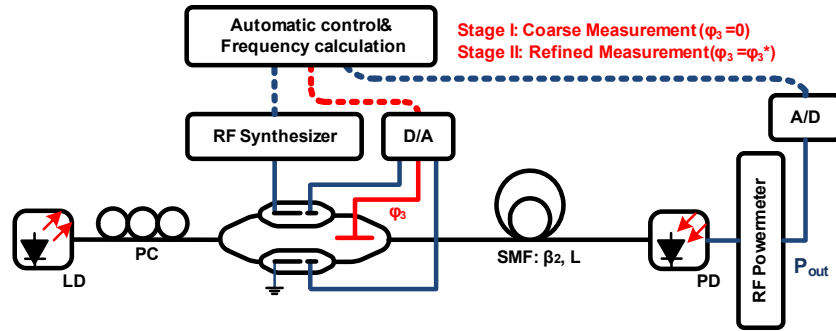 Automatic control&
Frequency calculation
Stage I: Coarse Measurement(φ₃=0)
Stage II: Refined Measurement(φ₃=φ₃*)
RF Synthesizer
D/A
A/D
φ₃
LD
PC
SMF: β₂, L
PD
RF Powermeter
Pout